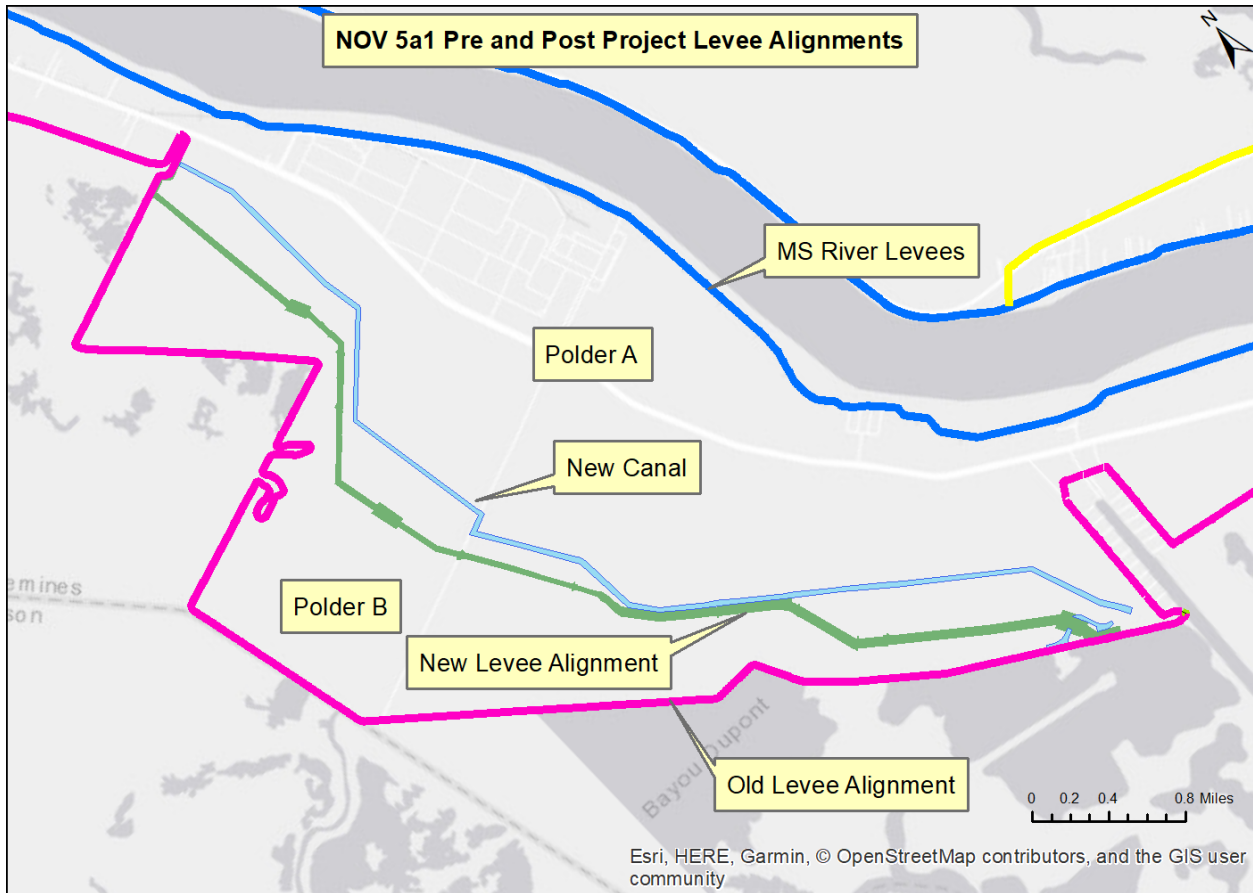 NOV 5a1 Pre and Post Project Levee Alignments
N
MS River Levees
Polder A
New Canal
emines
son
Polder B
New Levee Alignment
Bayou Dupont
Old Levee Alignment
0 0.2 0.4 0.8 Miles
Esri, HERE, Garmin, © OpenStreetMap contributors, and the GIS user
community